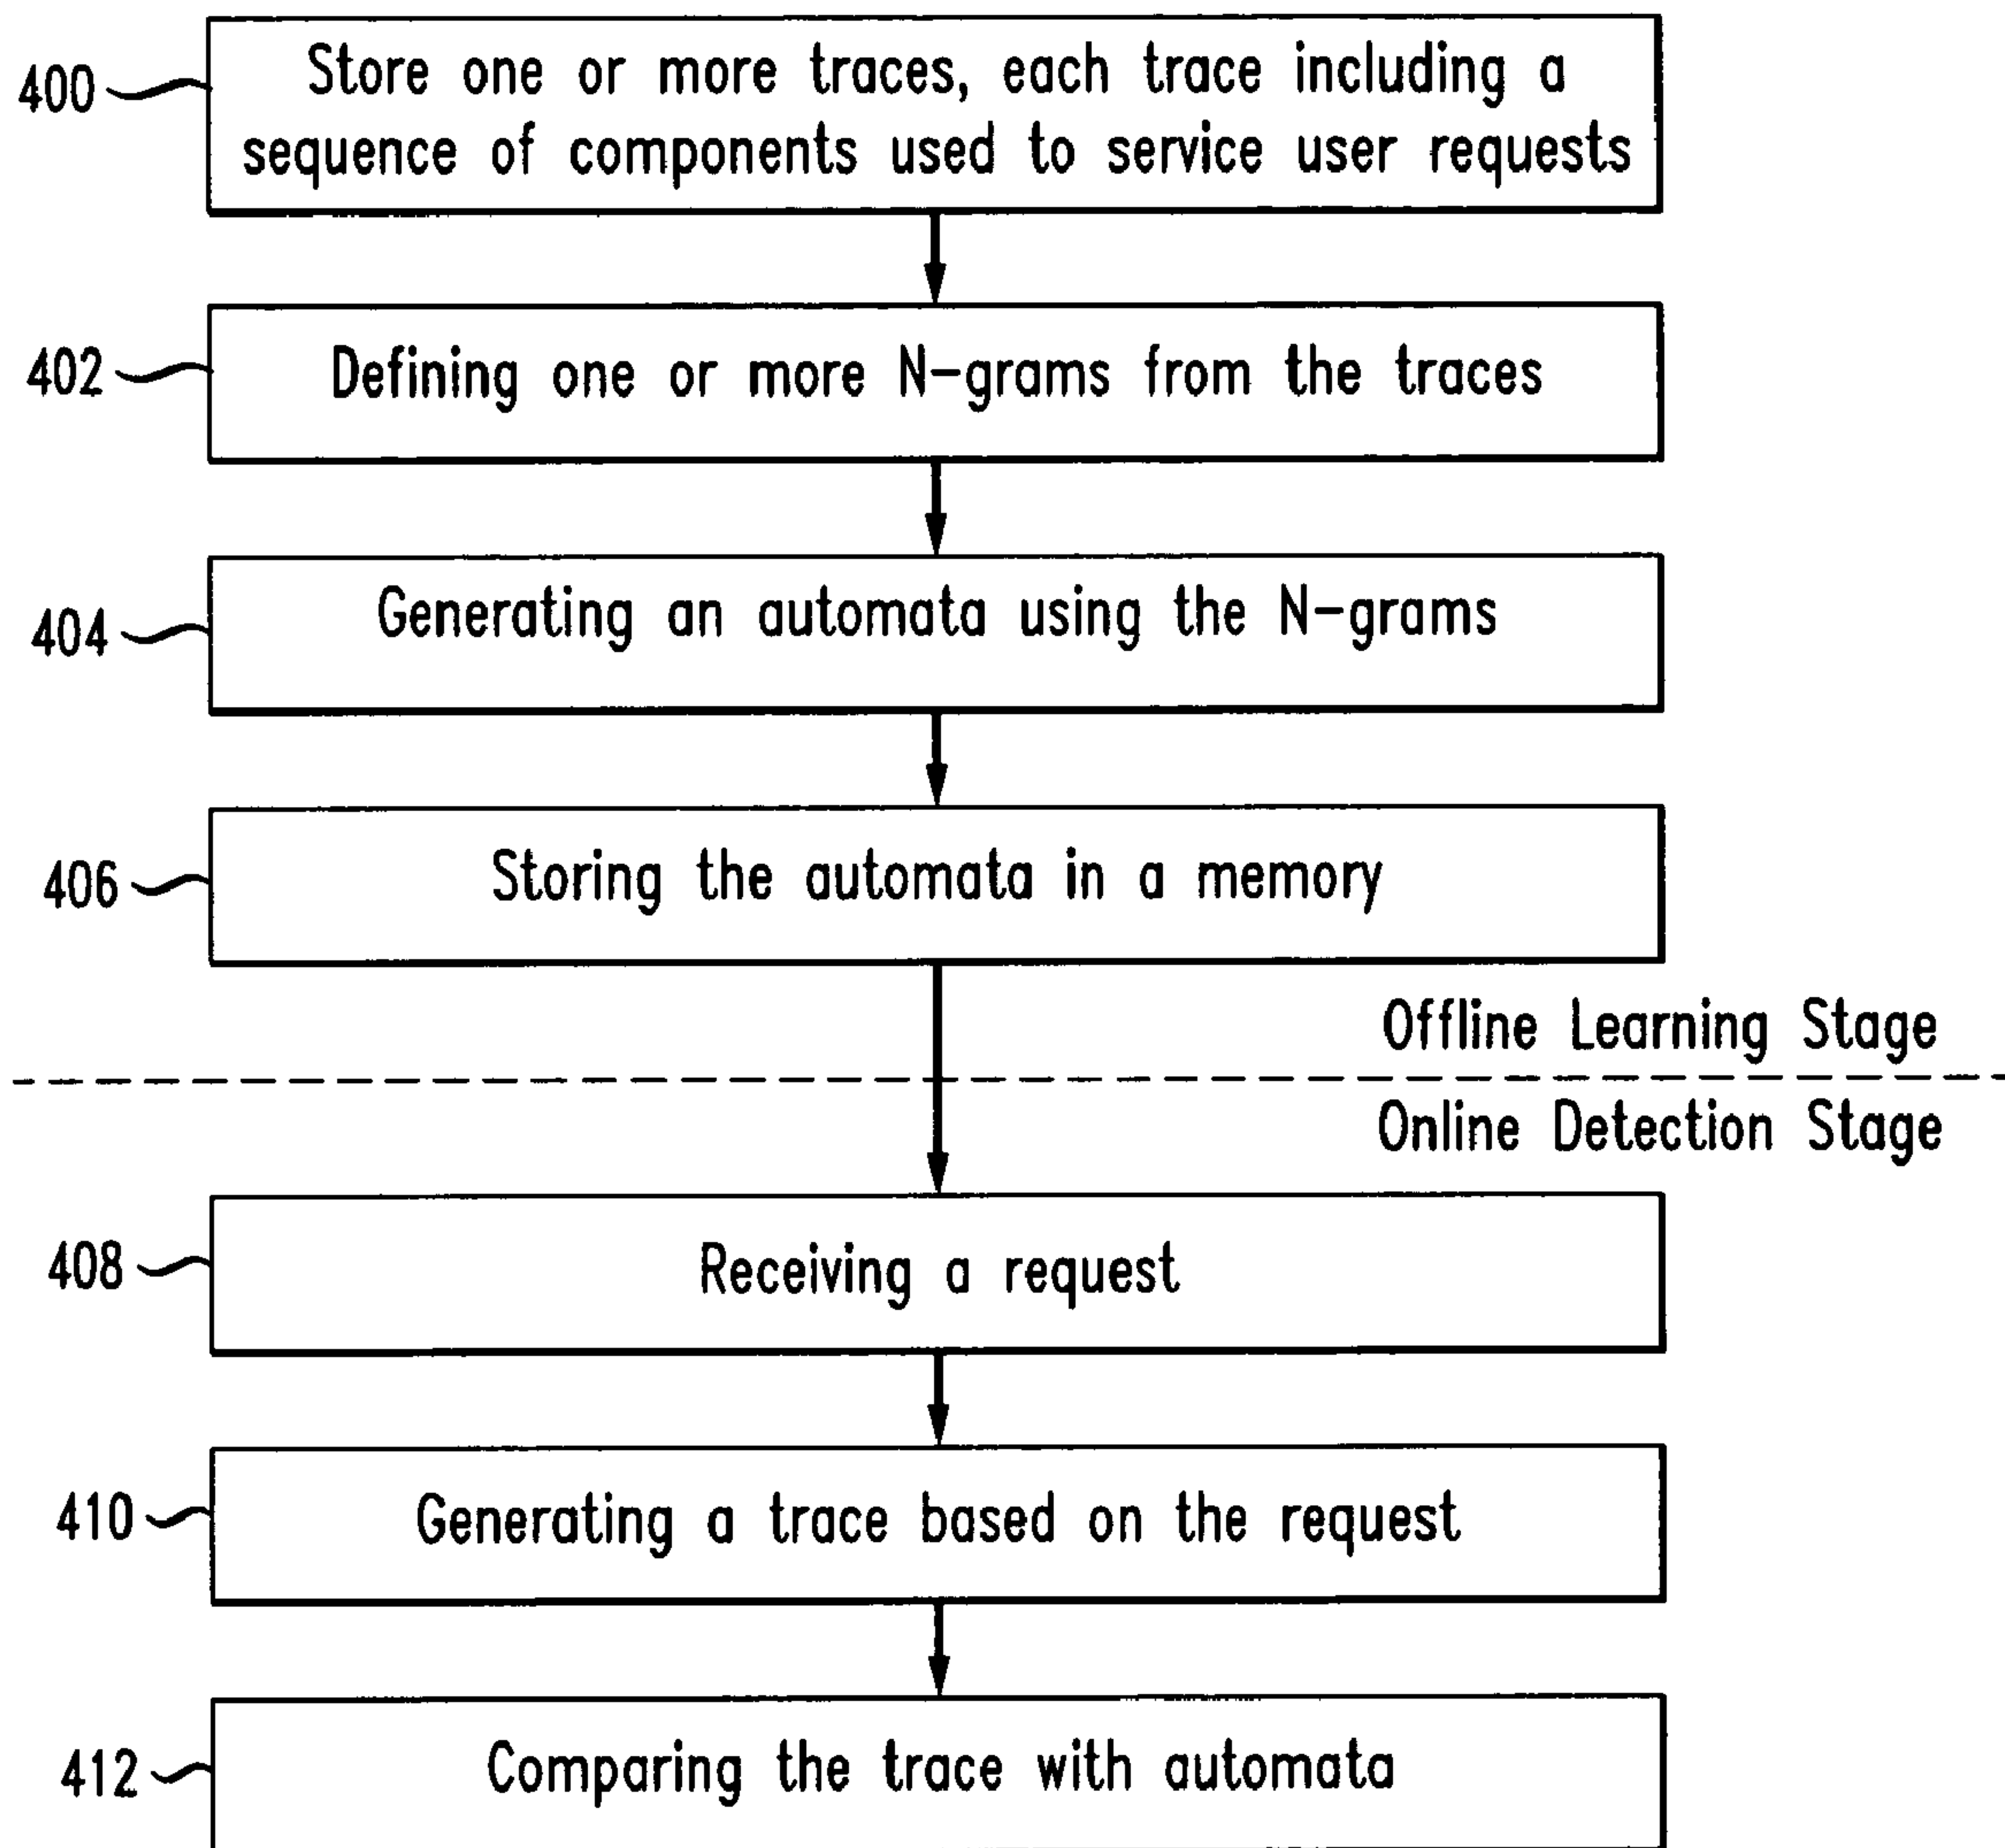 400
Store one or more traces, each trace including a
sequence of components used to service user requests
402
Defining one or more N-grams from the traces
404
Generating an automata using the N-grams
406
Storing the automata in a memory
Offline Learning Stage
Online Detection Stage
408
Receiving a request
410
Generating a trace based on the request
412
Comparing the trace with automata